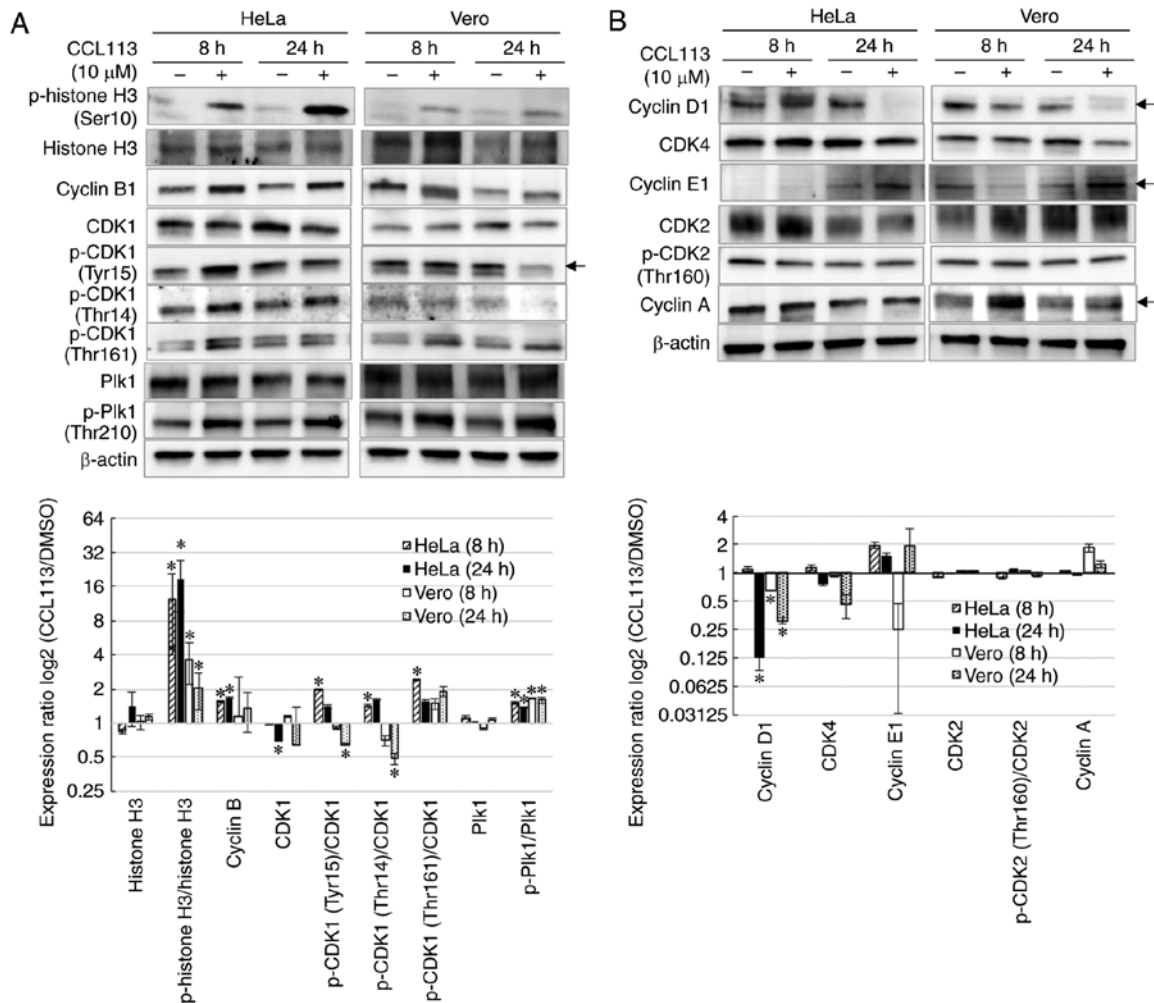 A
HeLa
Vero
CCL113
8 h
24 h
8 h
24 h
(10 μM)
−
+
−
+
−
+
−
+
p-histone H3
(Ser10)
Histone H3
Cyclin B1
CDK1
p-CDK1
(Tyr15)
p-CDK1
(Thr14)
p-CDK1
(Thr161)
Plk1
p-Plk1
(Thr210)
β-actin
Expression ratio log2 (CCL113/DMSO)
64
32
16
8
4
2
1
0.5
0.25
* * * * * * * * * * * * * * * *
HeLa (8 h)
HeLa (24 h)
Vero (8 h)
Vero (24 h)
Histone H3
p-histone H3/histone H3
Cyclin B
CDK1
p-CDK1 (Tyr15)/CDK1
p-CDK1 (Thr14)/CDK1
p-CDK1 (Thr161)/CDK1
Plk1
p-Plk1/Plk1
B
HeLa
Vero
CCL113
8 h
24 h
8 h
24 h
(10 μM)
−
+
−
+
−
+
−
+
Cyclin D1
CDK4
Cyclin E1
CDK2
p-CDK2
(Thr160)
Cyclin A
β-actin
Expression ratio log2 (CCL113/DMSO)
4
2
1
0.5
0.25
0.125
0.0625
0.03125
* * *
HeLa (8 h)
HeLa (24 h)
Vero (8 h)
Vero (24 h)
Cyclin D1
CDK4
Cyclin E1
CDK2
p-CDK2 (Thr160)/CDK2
Cyclin A